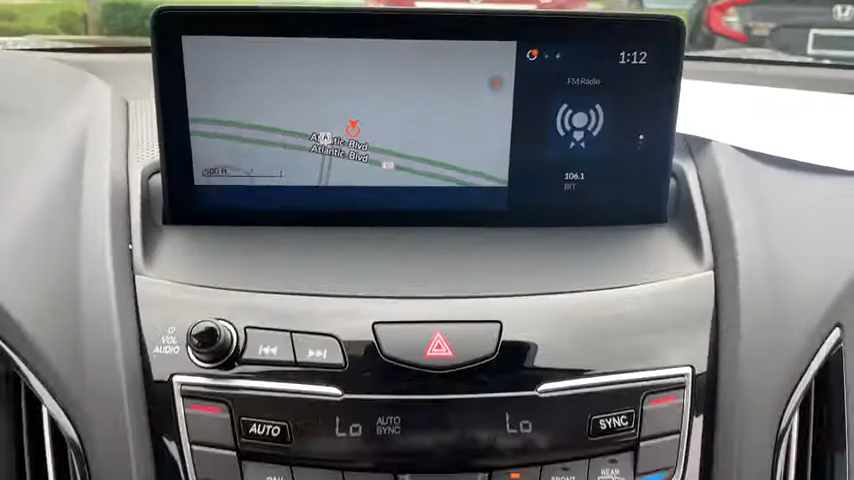 1:12
FM Radio
Atlantic Blvd
Atlantic Blvd
500 ft
106.1
BIT
VOL
AUDIO
AUTO
Lo
AUTO
SYNC
Lo
SYNC
FRONT
REAR